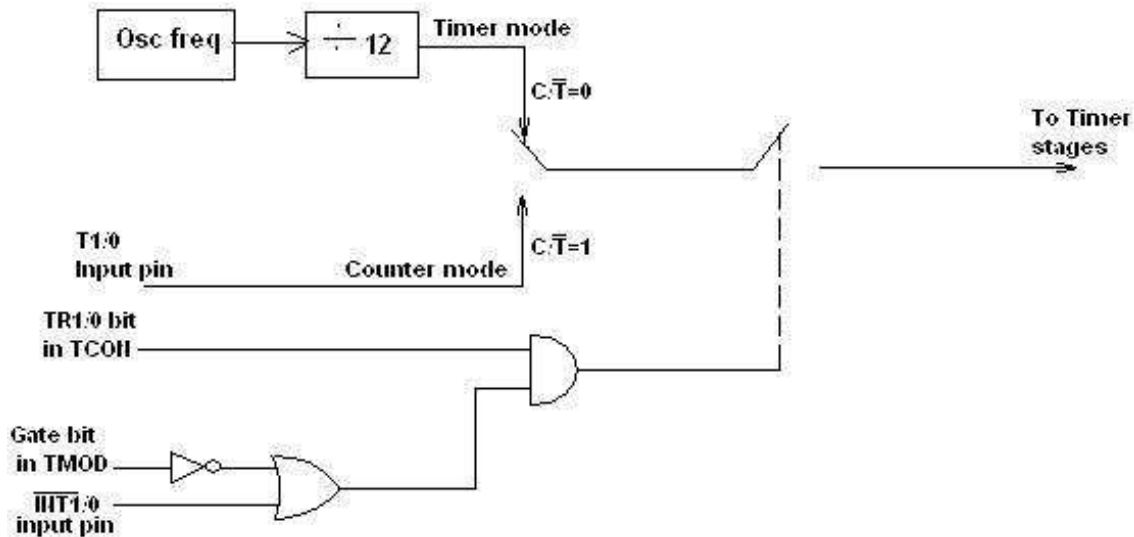 Osc freq
÷ 12
Timer mode
C/T̅=0
To Timer
stages
T1/0
Input pin
Counter mode
C/T̅=1
TR1/0 bit
in TCON
Gate bit
in TMOD
I̅N̅T̅1̅/0
input pin